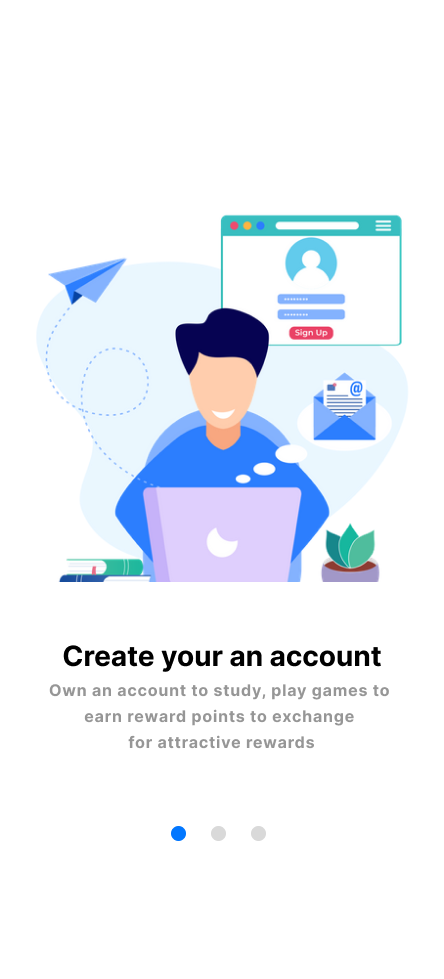 Sign Up
@
Create your an account
Own an account to study, play games to
earn reward points to exchange
for attractive rewards